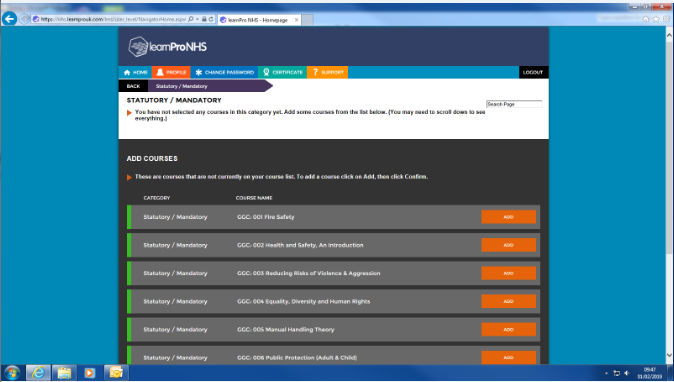 https://nhs.learnprouk.com/lms/user_level/NavigatorHome.aspx
learnPro NHS - Homepage
learnProNHS
HOME
PROFILE
CHANGE PASSWORD
CERTIFICATE
SUPPORT
LOGOUT
BACK
Statutory / Mandatory
STATUTORY / MANDATORY
Search Page
You have not selected any courses in this category yet. Add some courses from the list below. (You may need to scroll down to see
everything.)
ADD COURSES
These are courses that are not currently on your course list. To add a course click on Add, then click Confirm.
CATEGORY COURSE NAME
Statutory / Mandatory GGC: 001 Fire Safety ADD
Statutory / Mandatory GGC: 002 Health and Safety, An Introduction ADD
Statutory / Mandatory GGC: 003 Reducing Risks of Violence & Aggression ADD
Statutory / Mandatory GGC: 004 Equality, Diversity and Human Rights ADD
Statutory / Mandatory GGC: 005 Manual Handling Theory ADD
Statutory / Mandatory GGC: 006 Public Protection (Adult & Child) ADD
09:47
01/02/2019